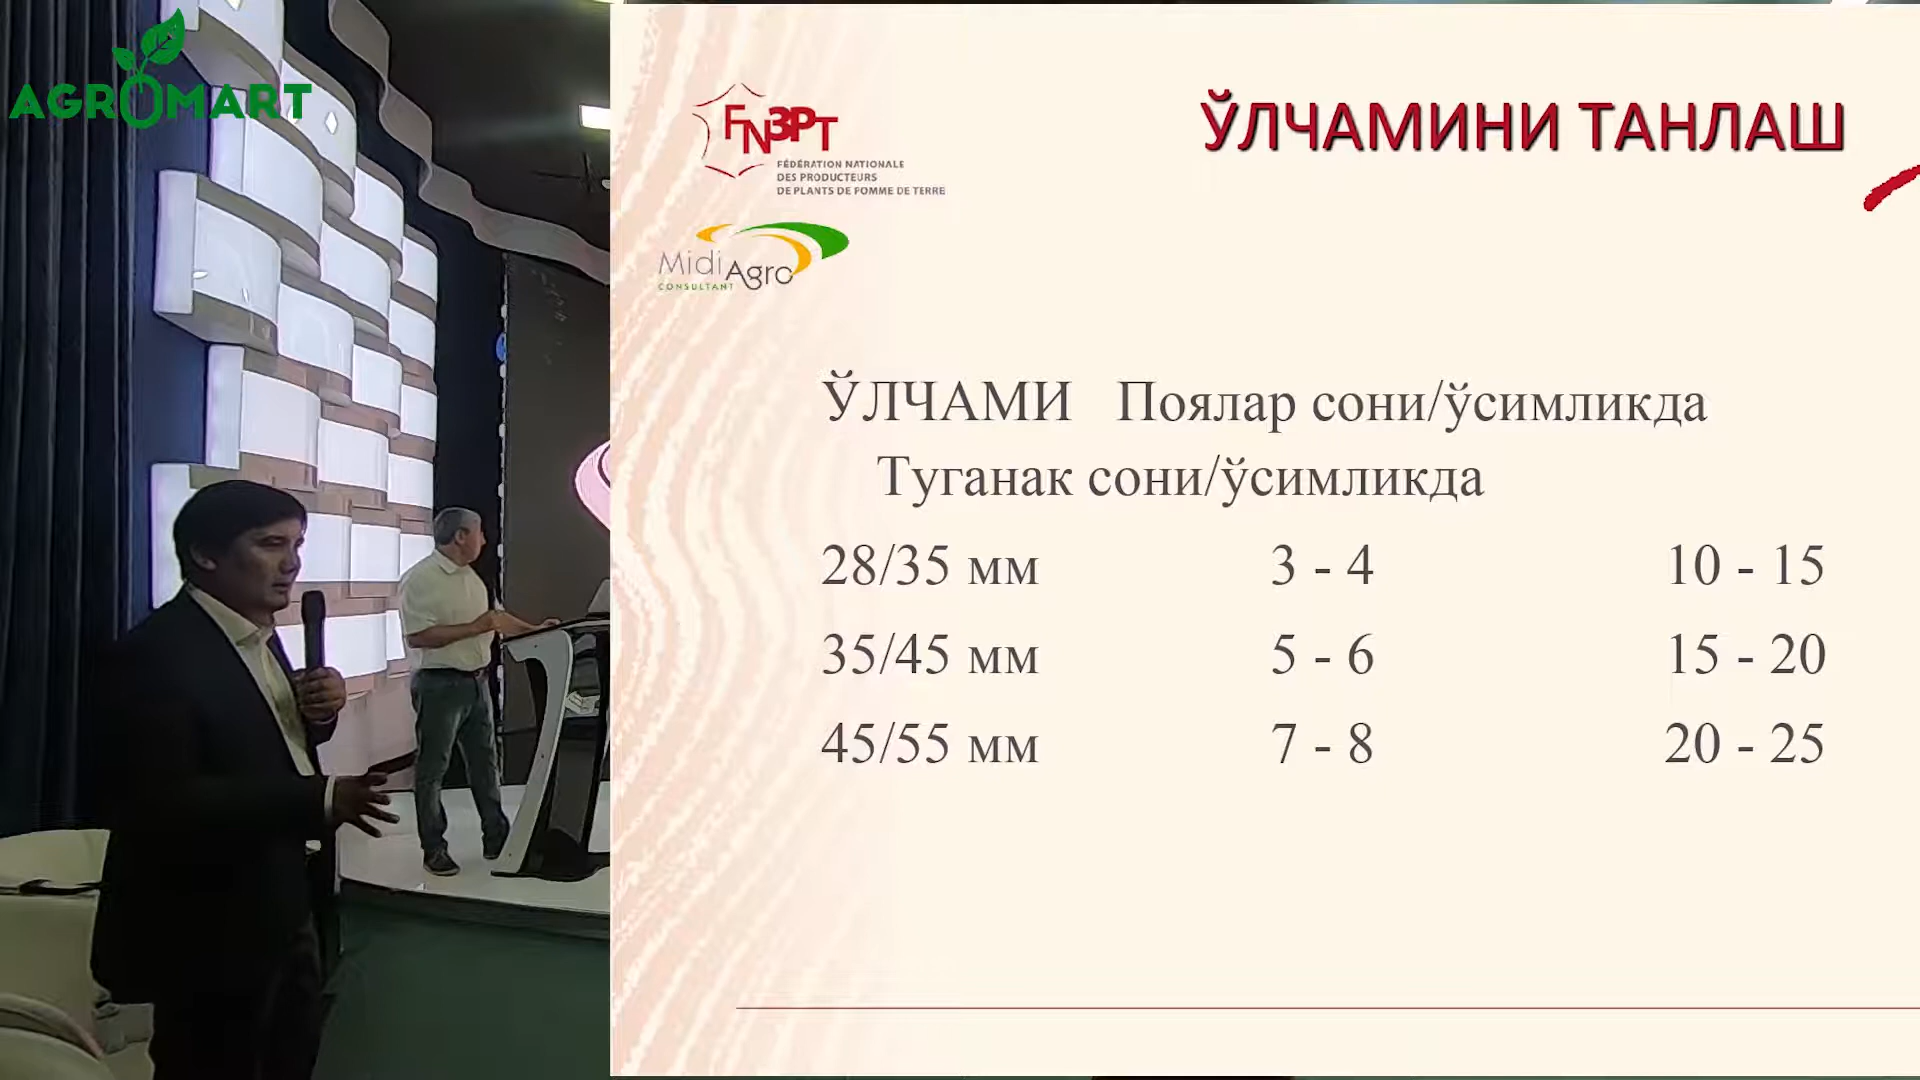 AGROMART
FN3PT
FÉDÉRATION NATIONALE
DES PRODUCTEURS
DE PLANTS DE POMME DE TERRE
Midi Agro
CONSULTANT
ЎЛЧАМИНИ ТАНЛАШ
ЎЛЧАМИ Поялар сони/ўсимликда
Туганак сони/ўсимликда
28/35 мм 3 - 4 10 - 15
35/45 мм 5 - 6 15 - 20
45/55 мм 7 - 8 20 - 25